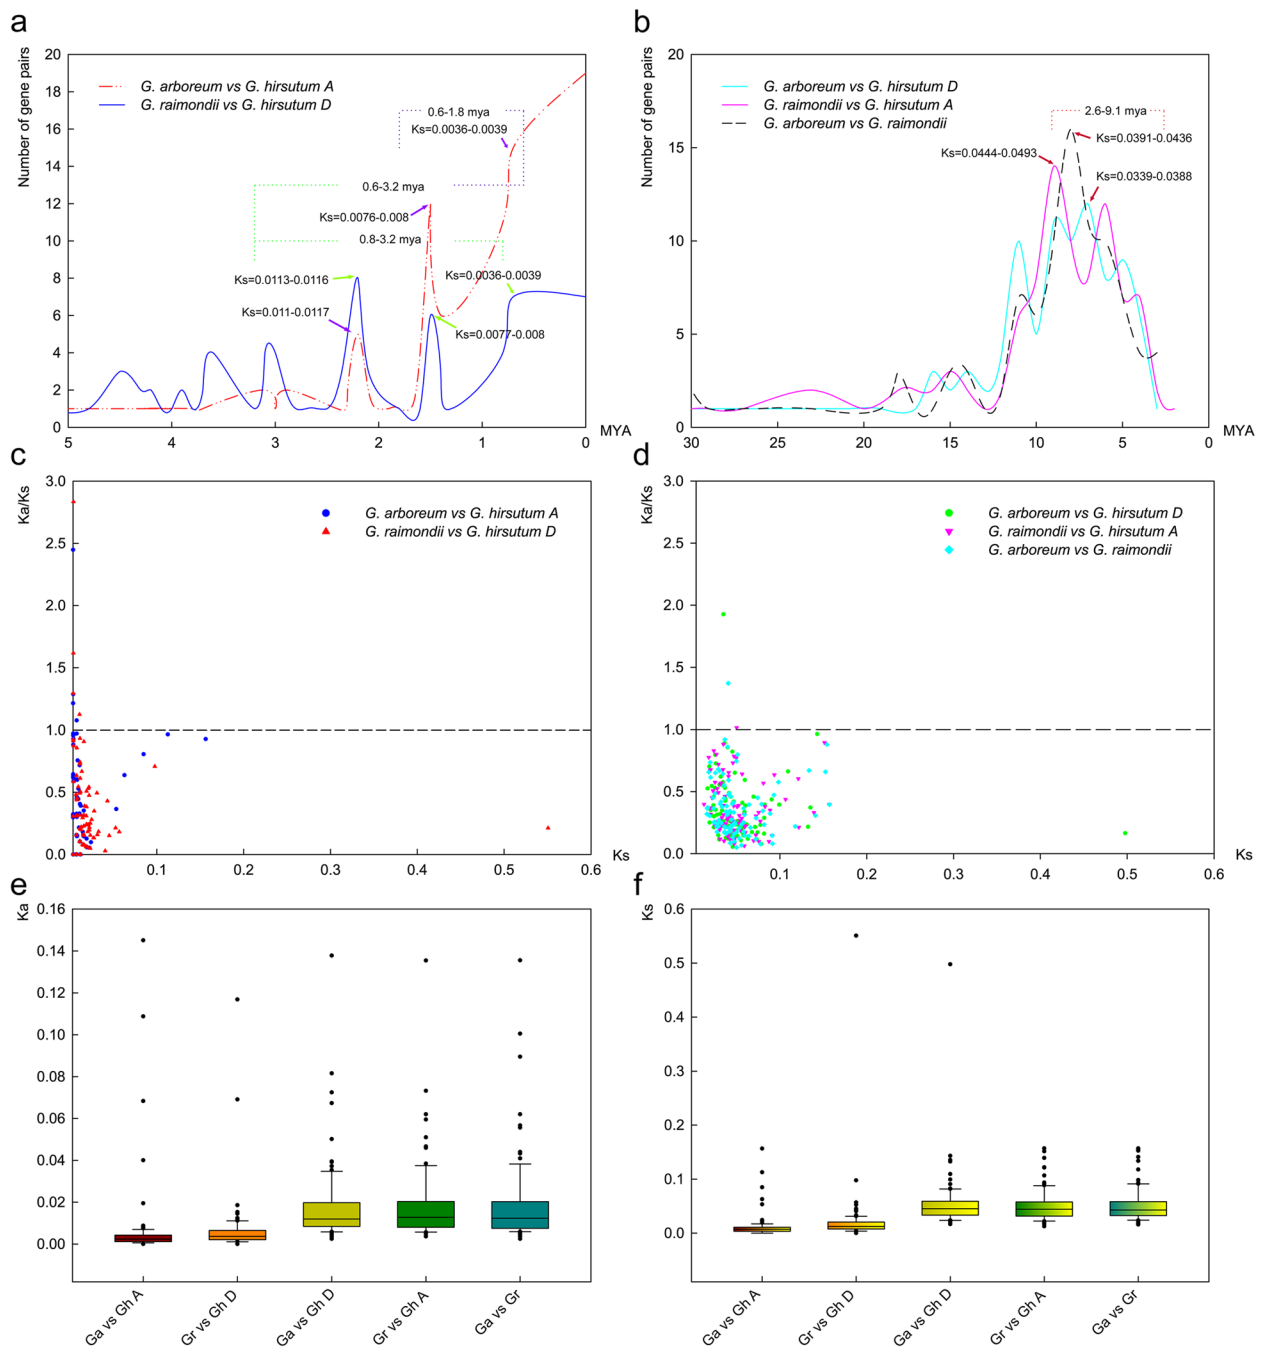 a
Number of gene pairs
20
18
16
14
12
10
8
6
4
2
0
5
4
3
2
1
0
MYA
G. arboreum vs G. hirsutum A
G. raimondii vs G. hirsutum D
0.6-1.8 mya
Ks=0.0036-0.0039
0.6-3.2 mya
Ks=0.0076-0.008
0.8-3.2 mya
Ks=0.0113-0.0116
Ks=0.0036-0.0039
Ks=0.011-0.0117
Ks=0.0077-0.008
b
Number of gene pairs
20
15
10
5
0
30
25
20
15
10
5
0
MYA
G. arboreum vs G. hirsutum D
G. raimondii vs G. hirsutum A
G. arboreum vs G. raimondii
2.6-9.1 mya
Ks=0.0391-0.0436
Ks=0.0444-0.0493
Ks=0.0339-0.0388
c
Ka/Ks
3.0
2.5
2.0
1.5
1.0
0.5
0.0
0.1
0.2
0.3
0.4
0.5
0.6
Ks
G. arboreum vs G. hirsutum A
G. raimondii vs G. hirsutum D
d
Ka/Ks
3.0
2.5
2.0
1.5
1.0
0.5
0.0
0.1
0.2
0.3
0.4
0.5
0.6
Ks
G. arboreum vs G. hirsutum D
G. raimondii vs G. hirsutum A
G. arboreum vs G. raimondii
e
Ka
0.16
0.14
0.12
0.10
0.08
0.06
0.04
0.02
0.00
Ga vs Gh A
Gr vs Gh D
Ga vs Gh D
Gr vs Gh A
Ga vs Gr
f
Ks
0.6
0.5
0.4
0.3
0.2
0.1
0.0
Ga vs Gh A
Gr vs Gh D
Ga vs Gh D
Gr vs Gh A
Ga vs Gr